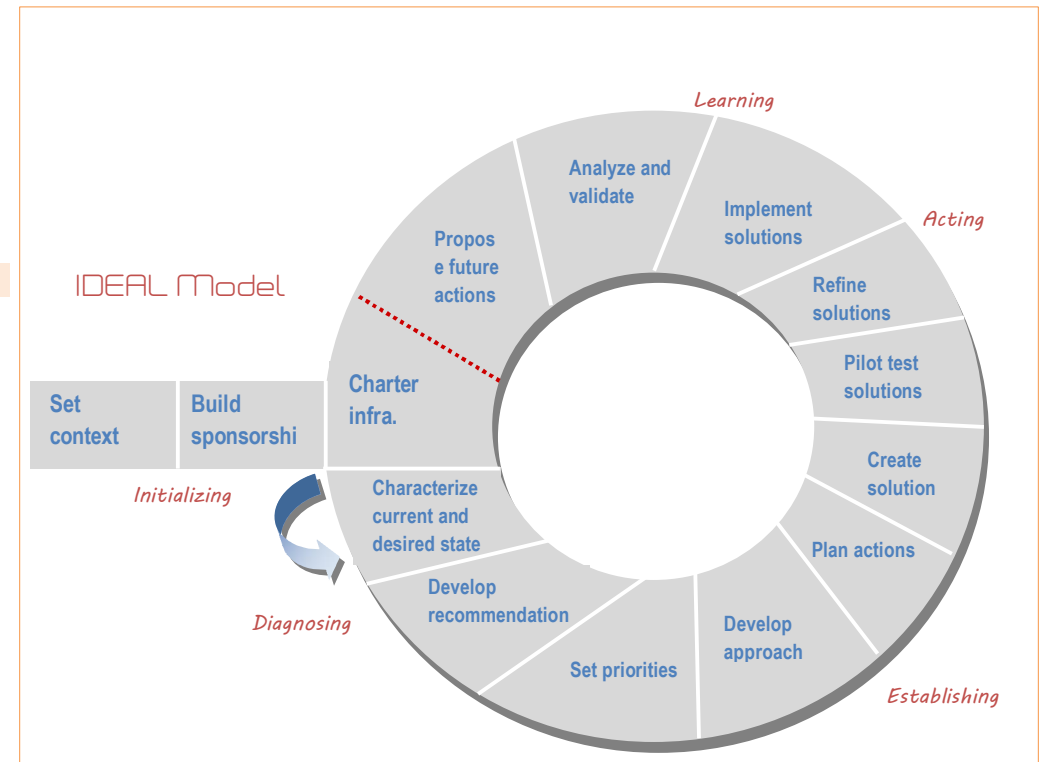 IDEAL Model
Set
context
Build
sponsorshi
Initializing
Charter
infra.
Characterize
current and
desired state
Diagnosing
Develop
recommendation
Set priorities
Develop
approach
Establishing
Plan actions
Create
solution
Pilot test
solutions
Refine
solutions
Acting
Implement
solutions
Learning
Analyze and
validate
Propos
e future
actions